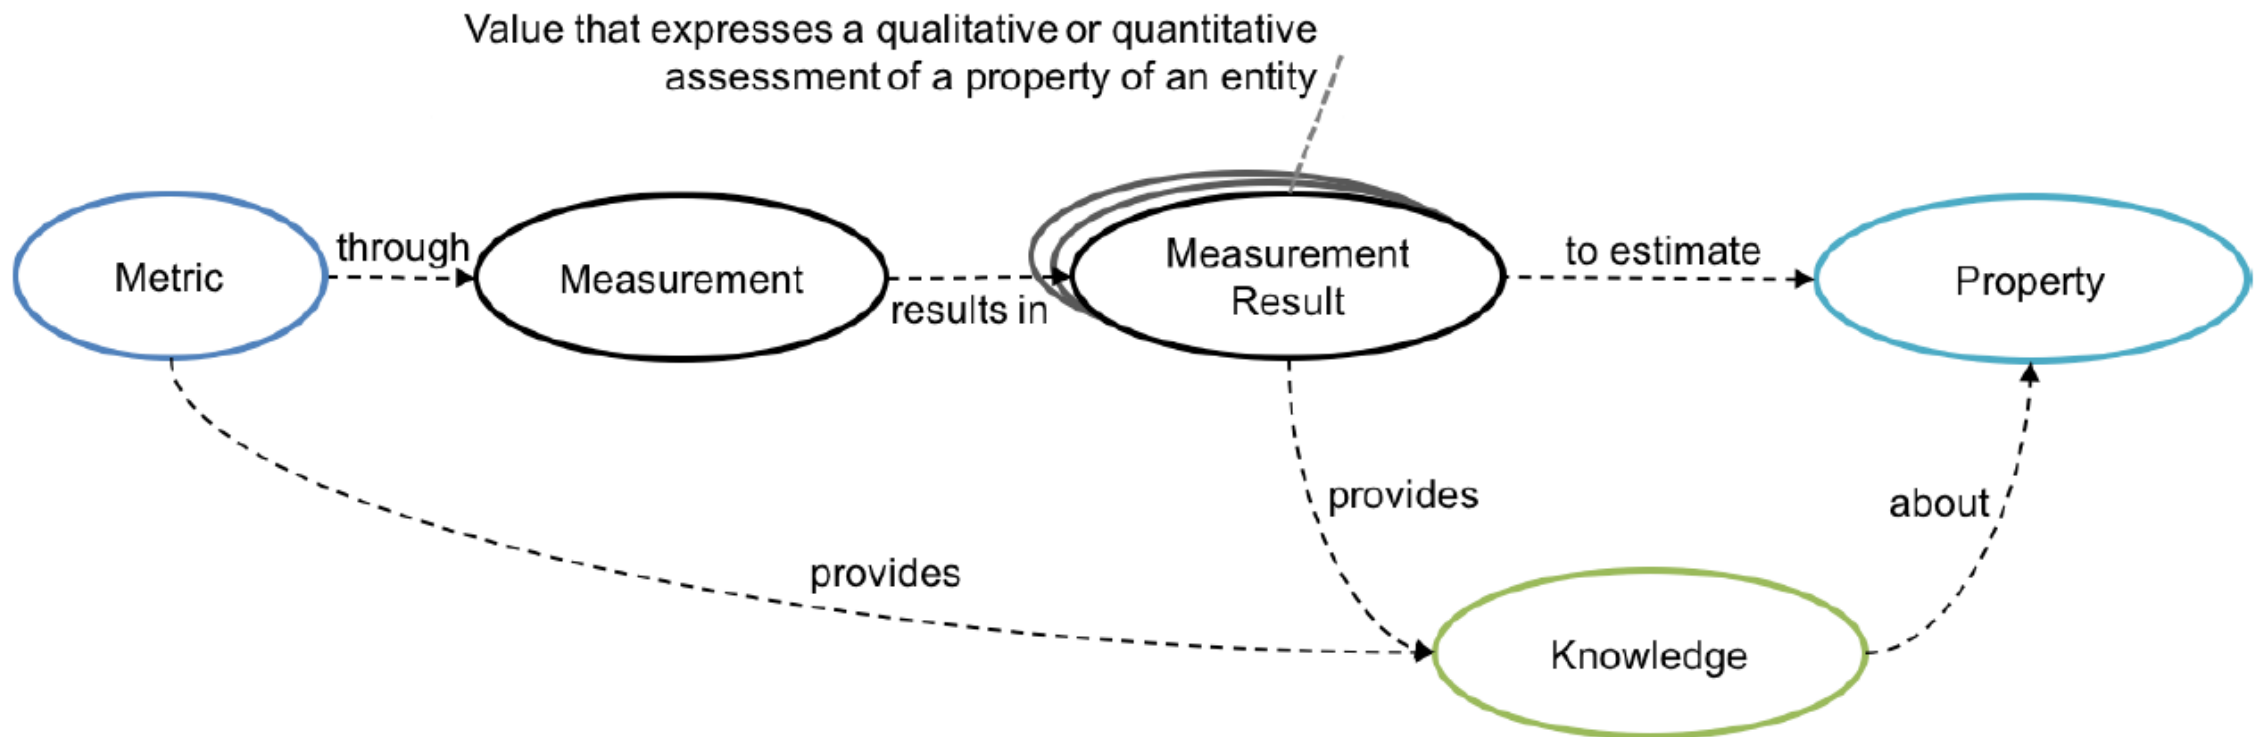 Value that expresses a qualitative or quantitative
assessment of a property of an entity
Metric
through
Measurement
results in
Measurement
Result
to estimate
Property
provides
about
provides
Knowledge